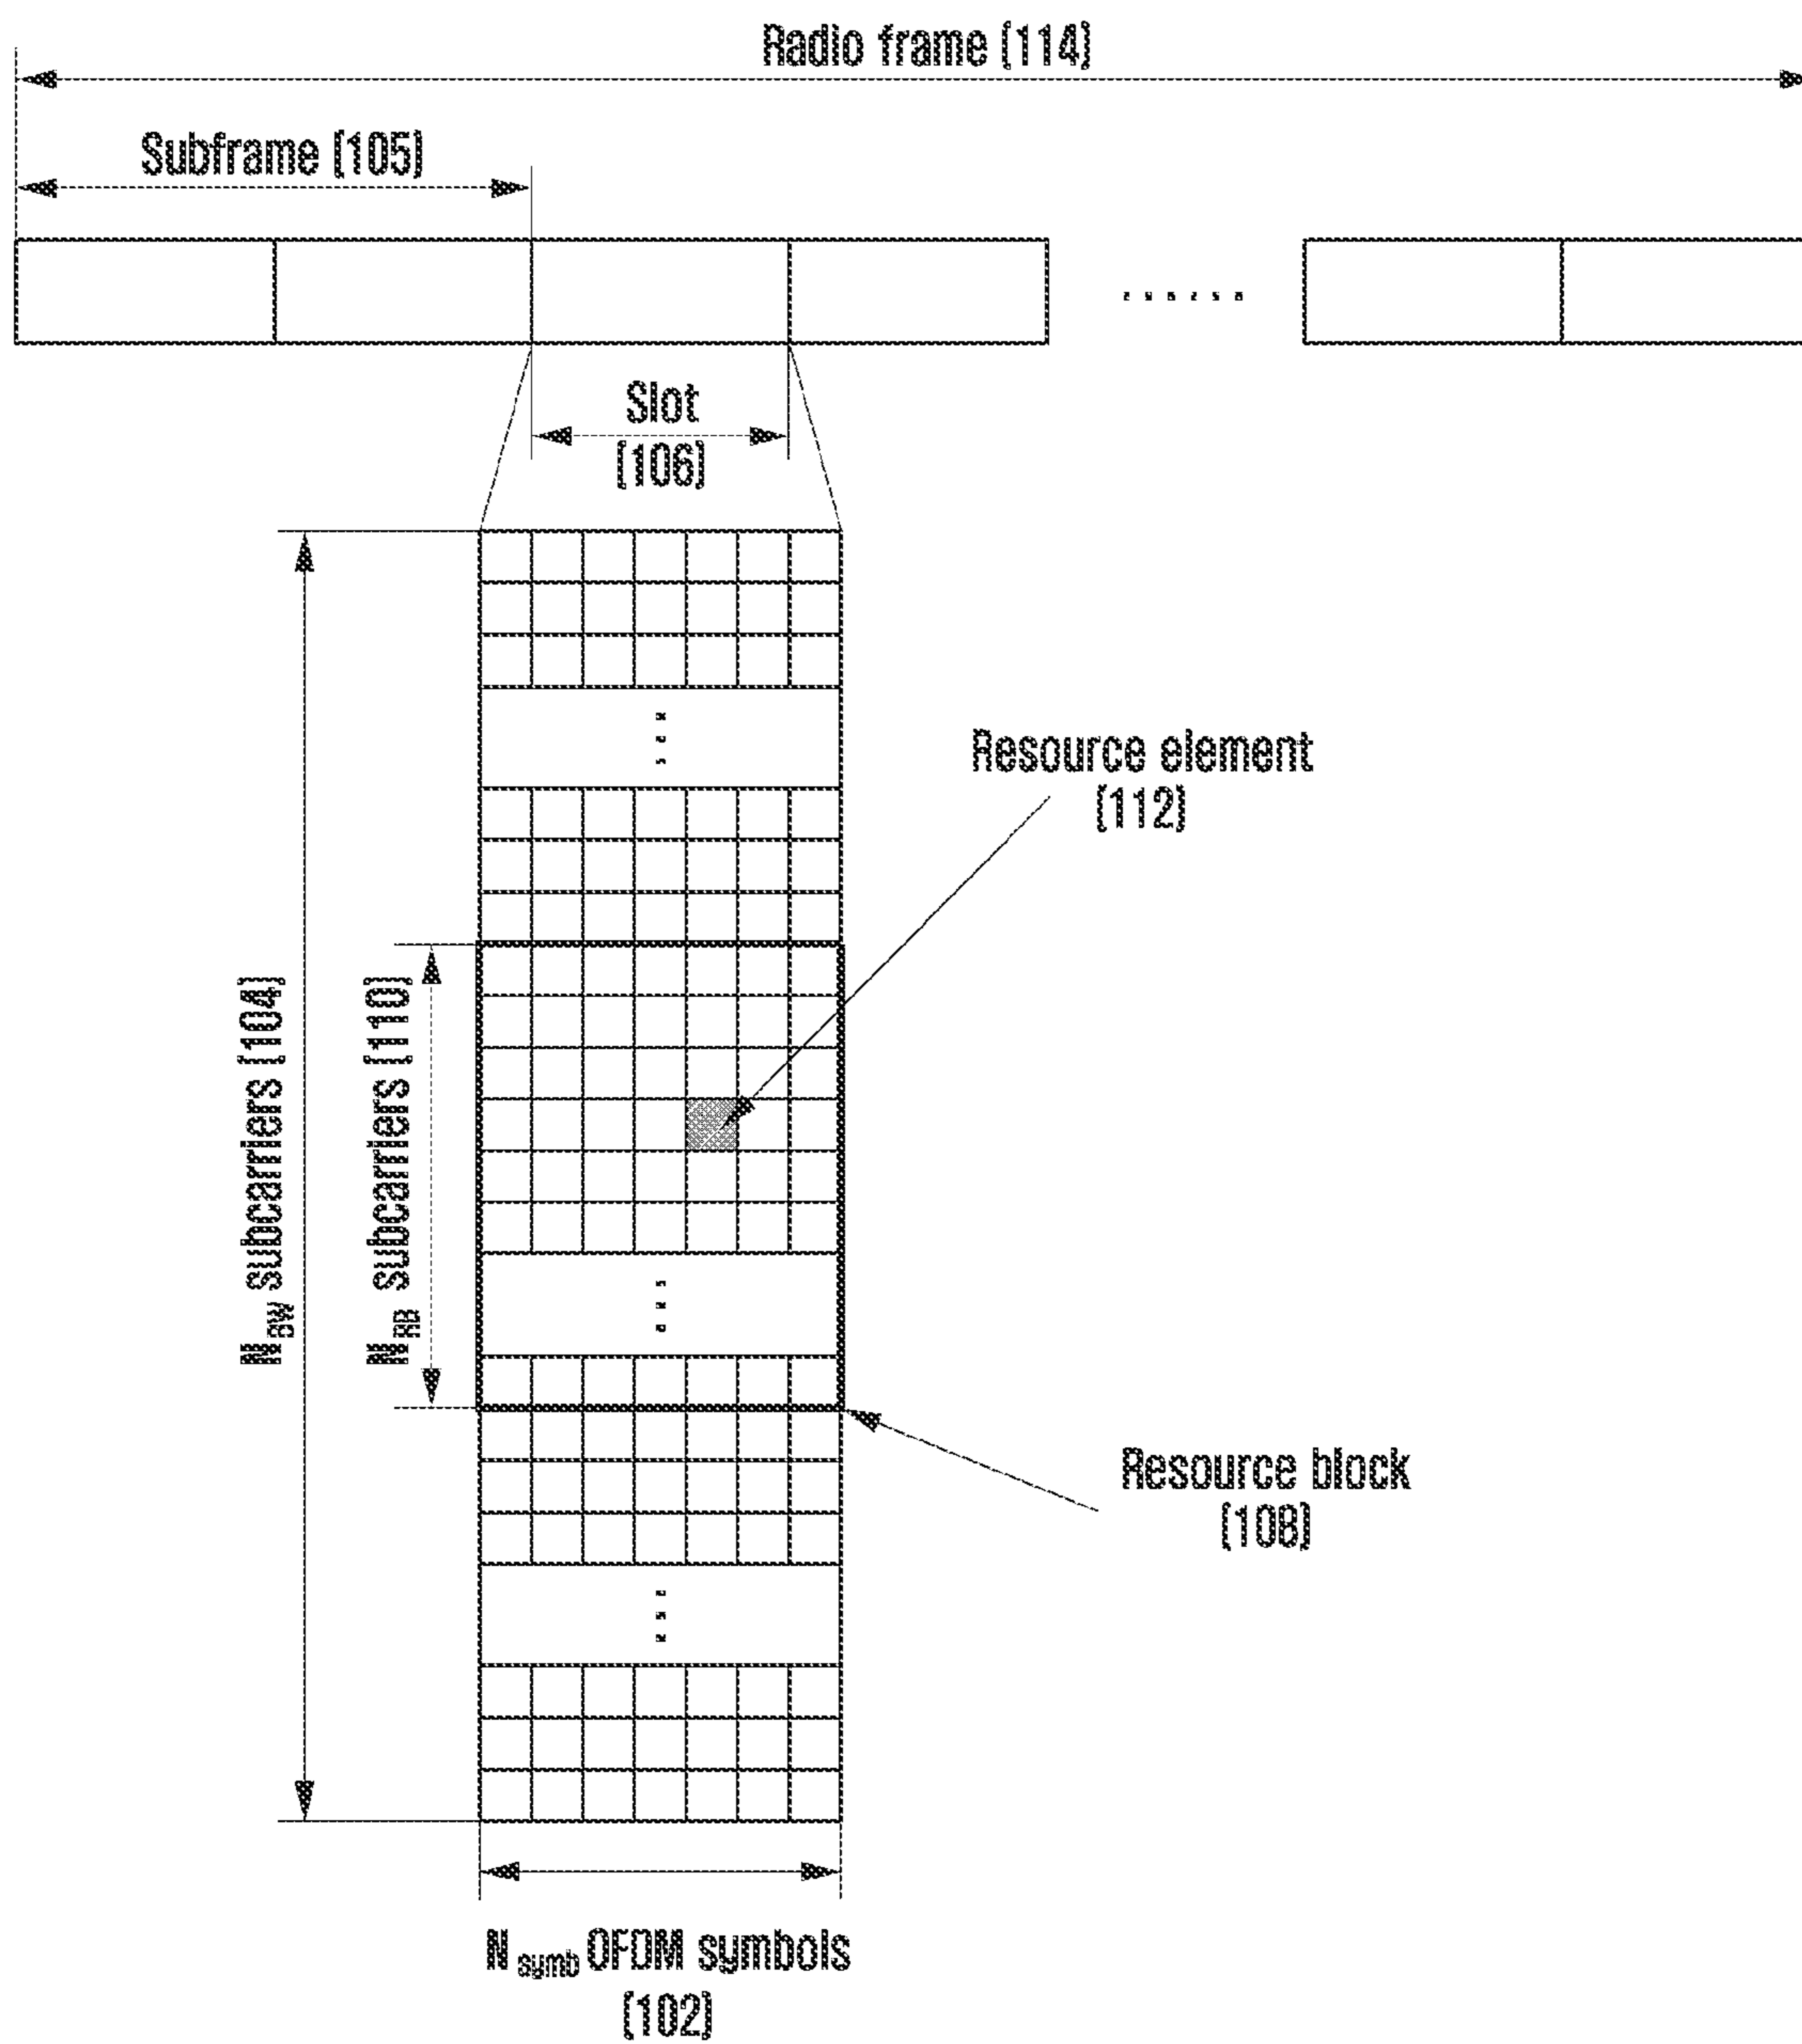 Radio frame (114)
Subframe (105)
Slot
(106)
Resource element
(112)
N_BW subcarriers (104)
N_RB subcarriers (110)
Resource block
(108)
N_symb OFDM symbols
(102)